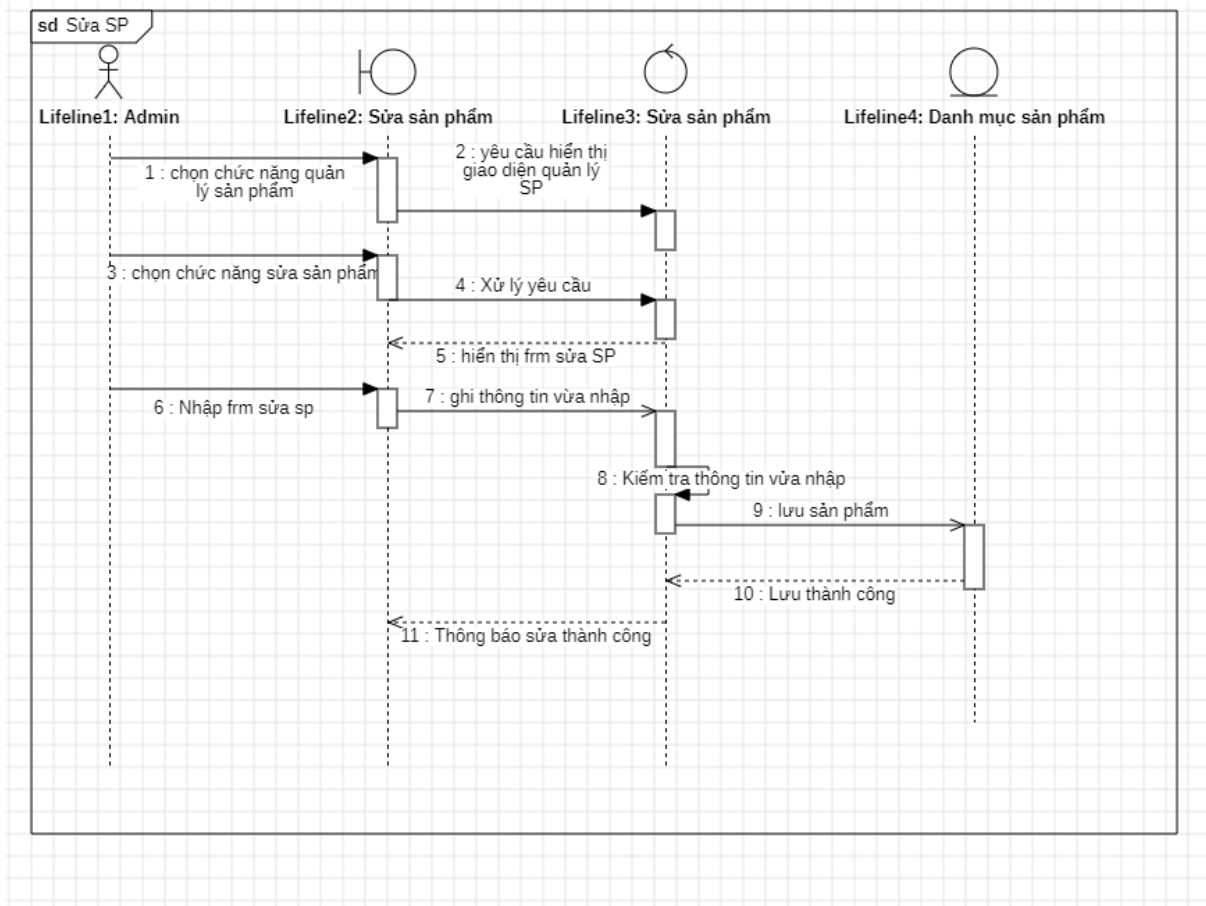 sd Sửa SP
Lifeline1: Admin
Lifeline2: Sửa sản phẩm
Lifeline3: Sửa sản phẩm
Lifeline4: Danh mục sản phẩm
1 : chọn chức năng quản
lý sản phẩm
2 : yêu cầu hiển thị
giao diện quản lý
SP
3 : chọn chức năng sửa sản phẩm
4 : Xử lý yêu cầu
5 : hiển thị frm sửa SP
6 : Nhập frm sửa sp
7 : ghi thông tin vừa nhập
8 : Kiểm tra thông tin vửa nhập
9 : lưu sản phẩm
10 : Lưu thành công
11 : Thông báo sửa thành công